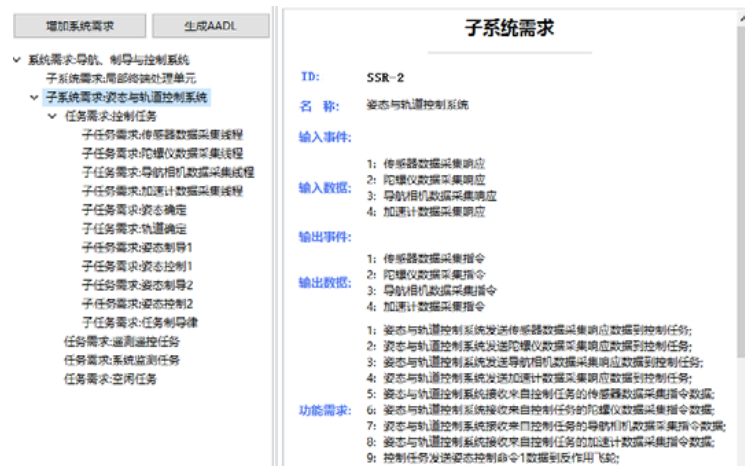 增加系统需求
生成AADL
系统需求:导航、制导与控制系统
子系统需求:局部终端处理单元
子系统需求:姿态与轨道控制系统
任务需求:控制任务
子任务需求:传感器数据采集线程
子任务需求:陀螺仪数据采集线程
子任务需求:导航相机数据采集线程
子任务需求:加速计数据采集线程
子任务需求:姿态确定
子任务需求:轨道确定
子任务需求:姿态制导1
子任务需求:姿态控制1
子任务需求:姿态制导2
子任务需求:姿态控制2
子任务需求:任务制导律
任务需求:遥测遥控任务
任务需求:系统监测任务
任务需求:空闲任务
子系统需求
ID: SSR-2
名 称: 姿态与轨道控制系统
输入事件:
输入数据:
1: 传感器数据采集响应
2: 陀螺仪数据采集响应
3: 导航相机数据采集响应
4: 加速计数据采集响应
输出事件:
输出数据:
1: 传感器数据采集指令
2: 陀螺仪数据采集指令
3: 导航相机数据采集指令
4: 加速计数据采集指令
功能需求:
1: 姿态与轨道控制系统发送传感器数据采集响应数据到控制任务;
2: 姿态与轨道控制系统发送陀螺仪数据采集响应数据到控制任务;
3: 姿态与轨道控制系统发送导航相机数据采集响应数据到控制任务;
4: 姿态与轨道控制系统发送加速计数据采集响应数据到控制任务;
5: 姿态与轨道控制系统接收来自控制任务的传感器数据采集指令数据;
6: 姿态与轨道控制系统接收来自控制任务的陀螺仪数据采集指令数据;
7: 姿态与轨道控制系统接收来自控制任务的导航相机数据采集指令数据;
8: 姿态与轨道控制系统接收来自控制任务的加速计数据采集指令数据;
9: 控制任务发送姿态控制命令1数据到反作用飞轮;